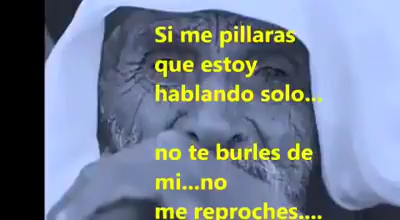 Si me pillaras
que estoy
hablando solo...
no te burles de
mi...no
me reproches....